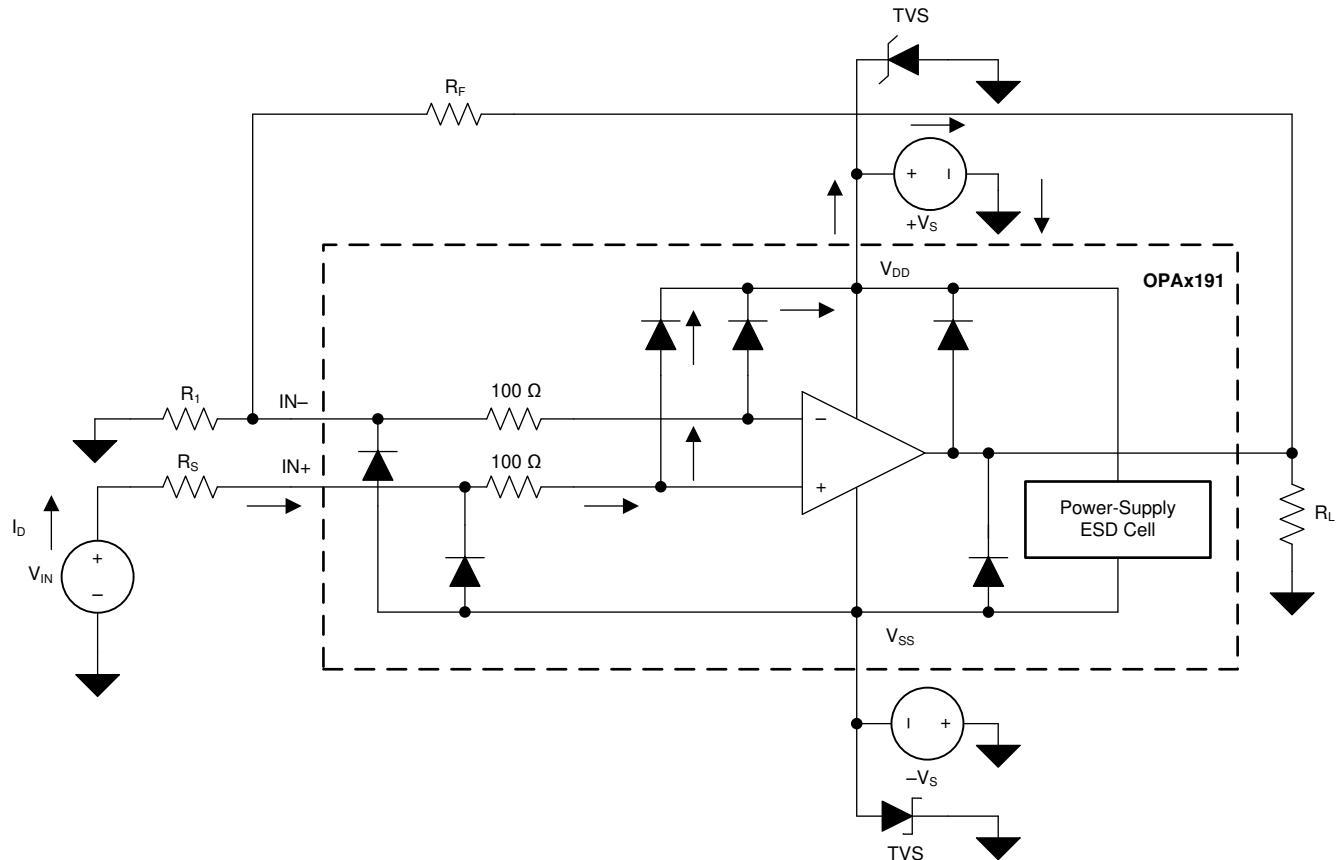 TVS
R_F
+ –
+V_S
V_DD
OPAx191
R_1
IN–
100 Ω
–
R_S
IN+
100 Ω
+
Power-Supply
ESD Cell
R_L
I_D
+
V_IN
–
V_SS
– +
–V_S
TVS